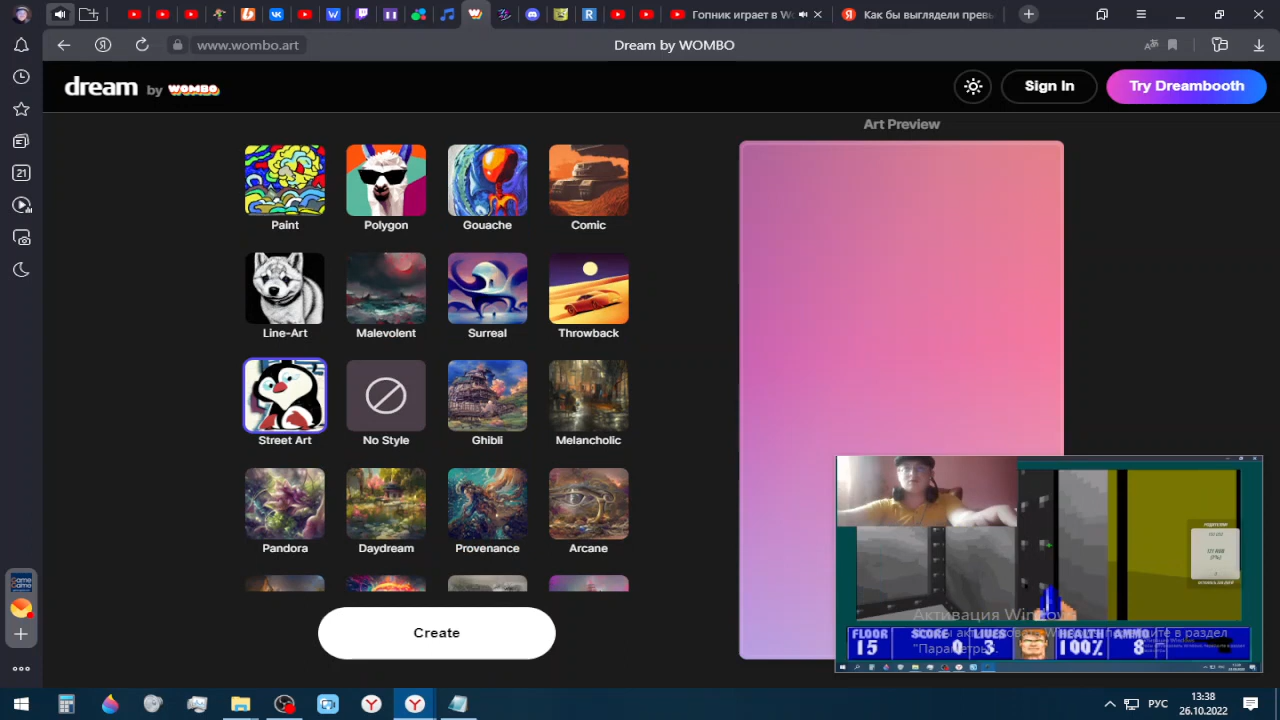 Гопник играет в Wo
Как бы выглядели превь
www.wombo.art
Dream by WOMBO
dream by WOMBO
Sign In
Try Dreambooth
Art Preview
Paint
Polygon
Gouache
Comic
Line-Art
Malevolent
Surreal
Throwback
Street Art
No Style
Ghibli
Melancholic
Pandora
Daydream
Provenance
Arcane
Create
21
Активация Windows
"Параметры".
FLOOR
SCORE
LIVES
HEALTH
AMMO
15
0
3
100%
8
РУС
13:38
26.10.2022